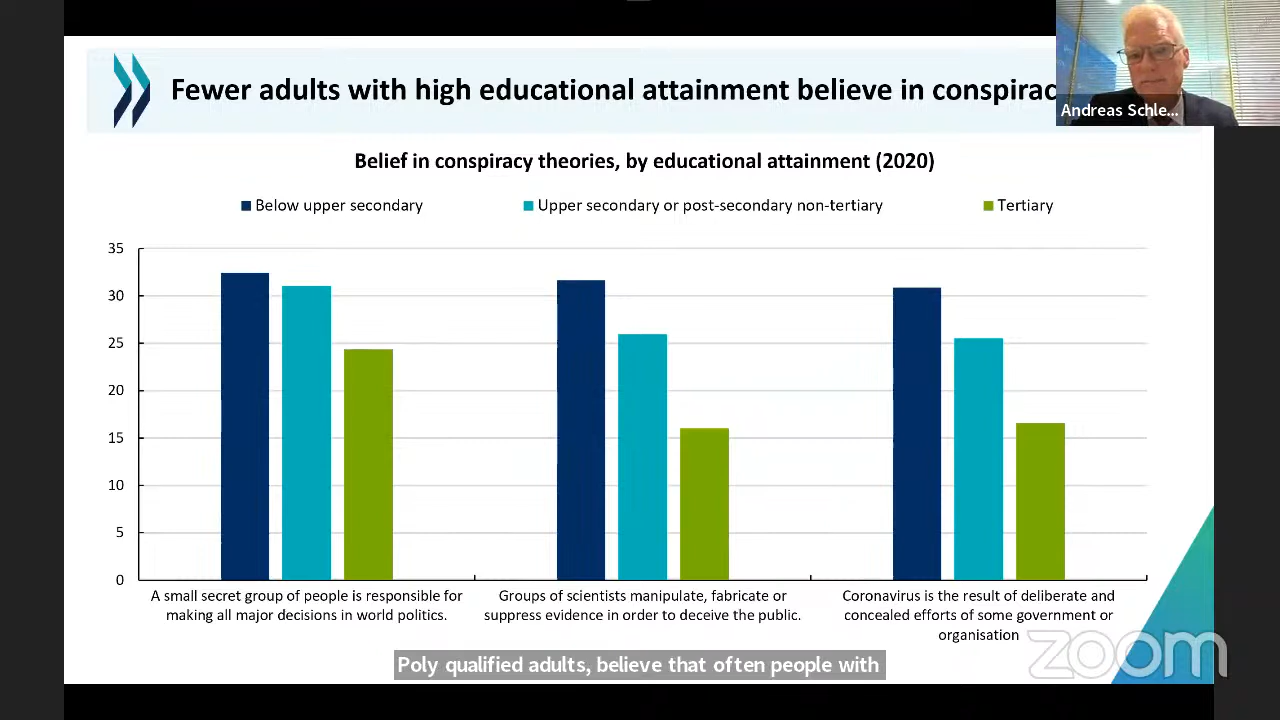 Fewer adults with high educational attainment believe in conspirac
Andreas Schle...
Belief in conspiracy theories, by educational attainment (2020)
Below upper secondary
Upper secondary or post-secondary non-tertiary
Tertiary
35
30
25
20
15
10
5
0
A small secret group of people is responsible for
making all major decisions in world politics.
Groups of scientists manipulate, fabricate or
suppress evidence in order to deceive the public.
Coronavirus is the result of deliberate and
concealed efforts of some government or
organisation
zoom
Poly qualified adults, believe that often people with